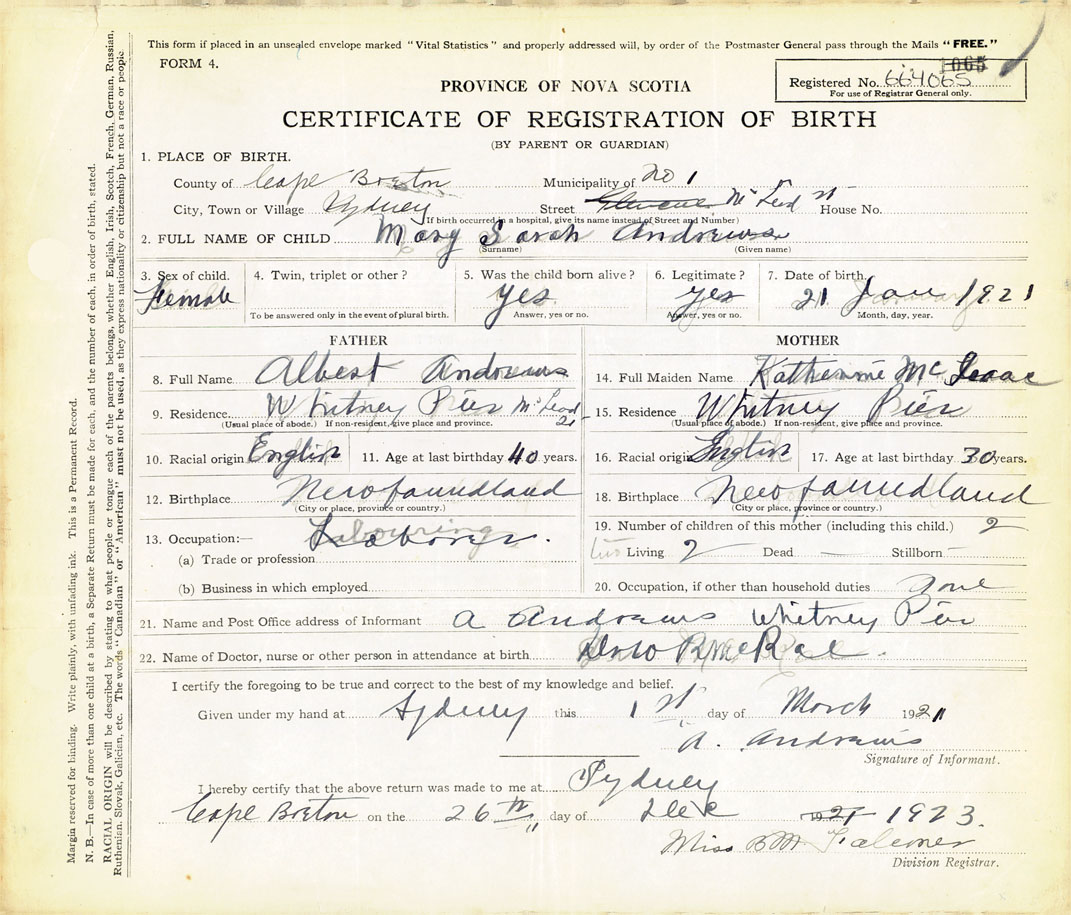 This form if placed in an unsealed envelope marked "Vital Statistics" and properly addressed will, by order of the Postmaster General pass through the Mails "FREE."
FORM 4.
1065
PROVINCE OF NOVA SCOTIA
Registered No. 664065
For use of Registrar General only.
CERTIFICATE OF REGISTRATION OF BIRTH
(BY PARENT OR GUARDIAN)
1. PLACE OF BIRTH.
County of Cape Breton Municipality of No 1
City, Town or Village Sydney Street McLeod St House No.
(If birth occurred in a hospital, give its name instead of Street and Number)
2. FULL NAME OF CHILD Mary Sarah Andrews
(Surname) (Given name)
3. Sex of child. 4. Twin, triplet or other? 5. Was the child born alive? 6. Legitimate? 7. Date of birth.
Female yes yes 21 Jan 1921
To be answered only in the event of plural birth. Answer, yes or no. Answer, yes or no. Month, day, year.
FATHER
8. Full Name Albert Andrews
9. Residence Whitney Pier McLeod St
(Usual place of abode.) If non-resident, give place and province.
10. Racial origin English 11. Age at last birthday 40 years.
12. Birthplace Newfoundland
(City or place, province or country.)
13. Occupation:— Laborer.
(a) Trade or profession
(b) Business in which employed
MOTHER
14. Full Maiden Name Katherine McIsaac
15. Residence Whitney Pier
(Usual place of abode.) If non-resident, give place and province.
16. Racial origin English 17. Age at last birthday 30 years.
18. Birthplace Newfoundland
(City or place, province or country.)
19. Number of children of this mother (including this child.) 2
two Living 2 Dead — Stillborn —
20. Occupation, if other than household duties None
21. Name and Post Office address of Informant A Andrews Whitney Pier
22. Name of Doctor, nurse or other person in attendance at birth McRae.
I certify the foregoing to be true and correct to the best of my knowledge and belief.
Given under my hand at Sydney this 1st day of March 1921
A. Andrews
Signature of Informant.
I hereby certify that the above return was made to me at Sydney
Cape Breton on the 26th day of Dec 1921 1923.
Miss B M Falconer
Division Registrar.
Margin reserved for binding. Write plainly, with unfading ink. This is a Permanent Record.
N. B.—In case of more than one child at a birth, a Separate Return must be made for each, and the number of each, in order of birth, stated.
RACIAL ORIGIN will be described by stating to what people or tongue each of the parents belongs, whether English, Irish, Scotch, French, German, Russian,
Ruthenian, Slovak, Galician, etc. The words "Canadian" or "American" must not be used, as they express nationality or citizenship but not a race or people.